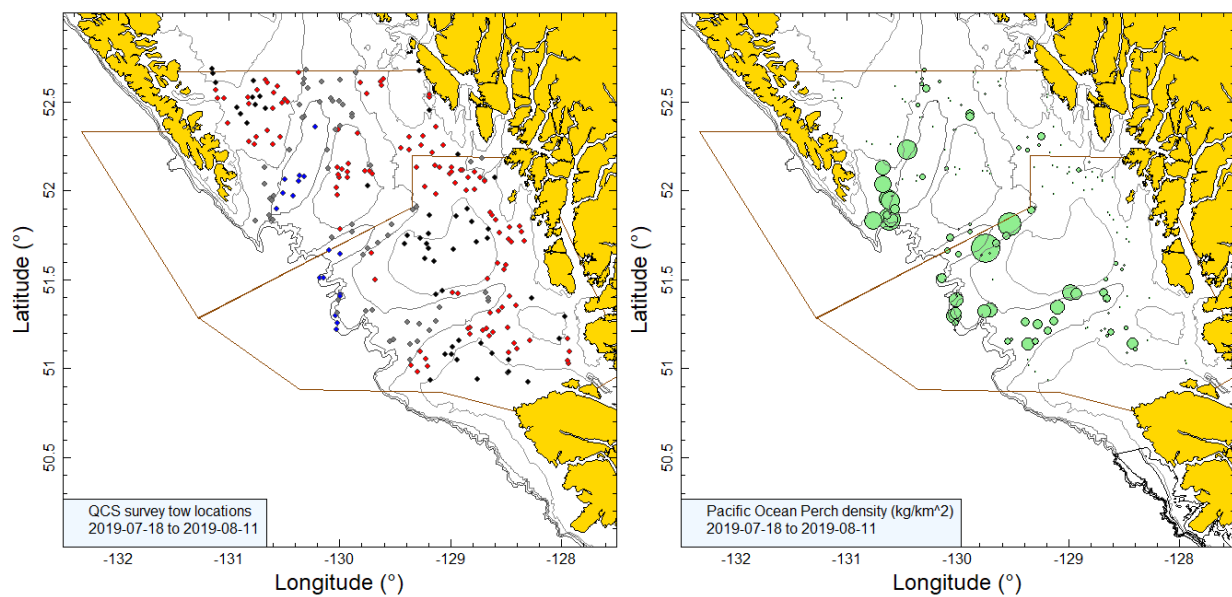 52.5
52
51.5
51
50.5
Latitude (°)
QCS survey tow locations
2019-07-18 to 2019-08-11
-132
-131
-130
-129
-128
Longitude (°)
52.5
52
51.5
51
50.5
Latitude (°)
Pacific Ocean Perch density (kg/km^2)
2019-07-18 to 2019-08-11
-132
-131
-130
-129
-128
Longitude (°)